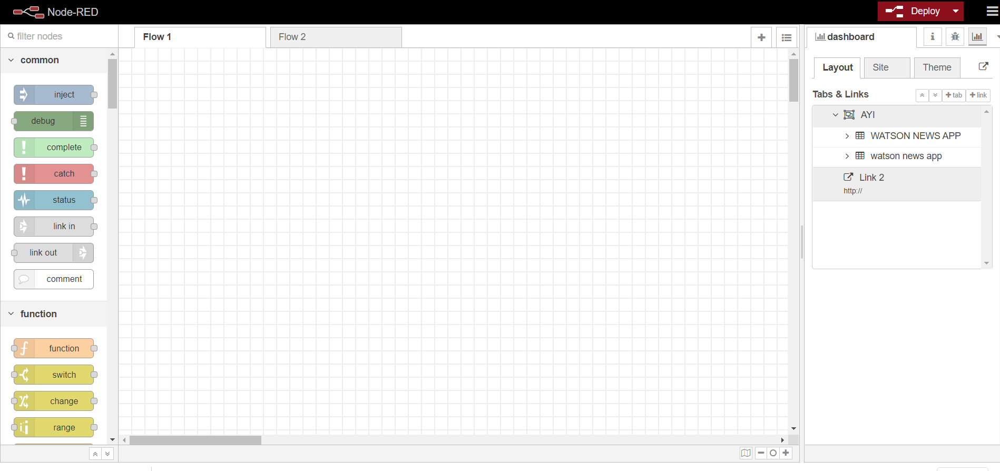 Node-RED
Deploy
filter nodes
Flow 1
Flow 2
dashboard
common
Layout
Site
Theme
inject
Tabs & Links
tab
link
debug
AYI
complete
WATSON NEWS APP
catch
watson news app
status
Link 2
http://
link in
link out
comment
function
function
switch
change
range